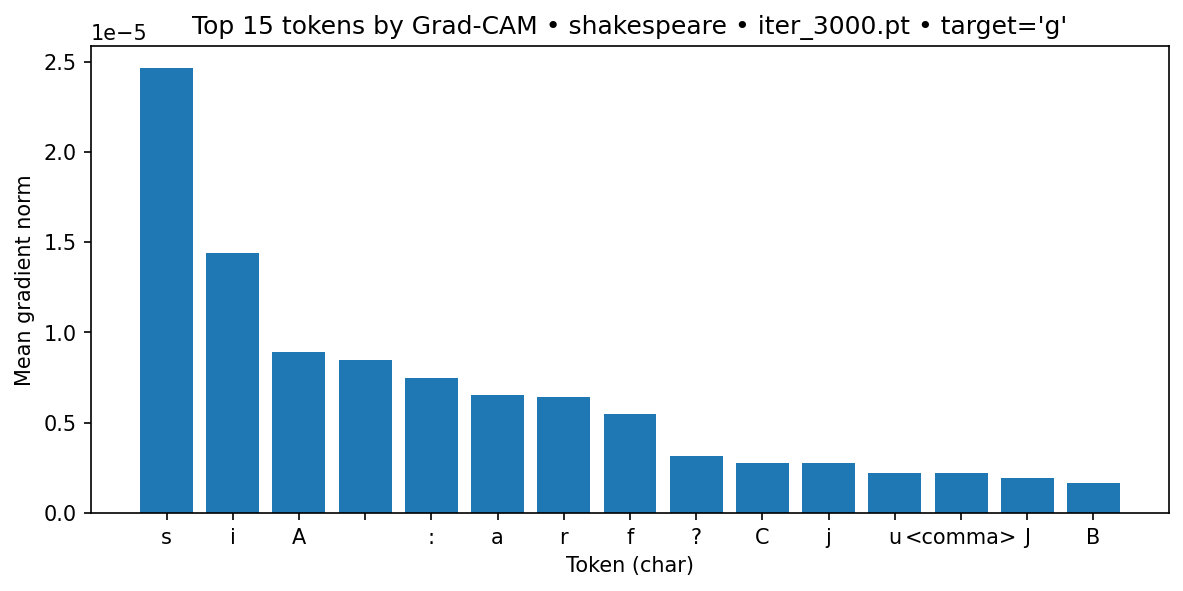 Top 15 tokens by Grad-CAM • shakespeare • iter_3000.pt • target='g'
1e−5
2.5
2.0
1.5
1.0
0.5
0.0
Mean gradient norm
s i A ' : a r f ? C j u <comma> J B
Token (char)